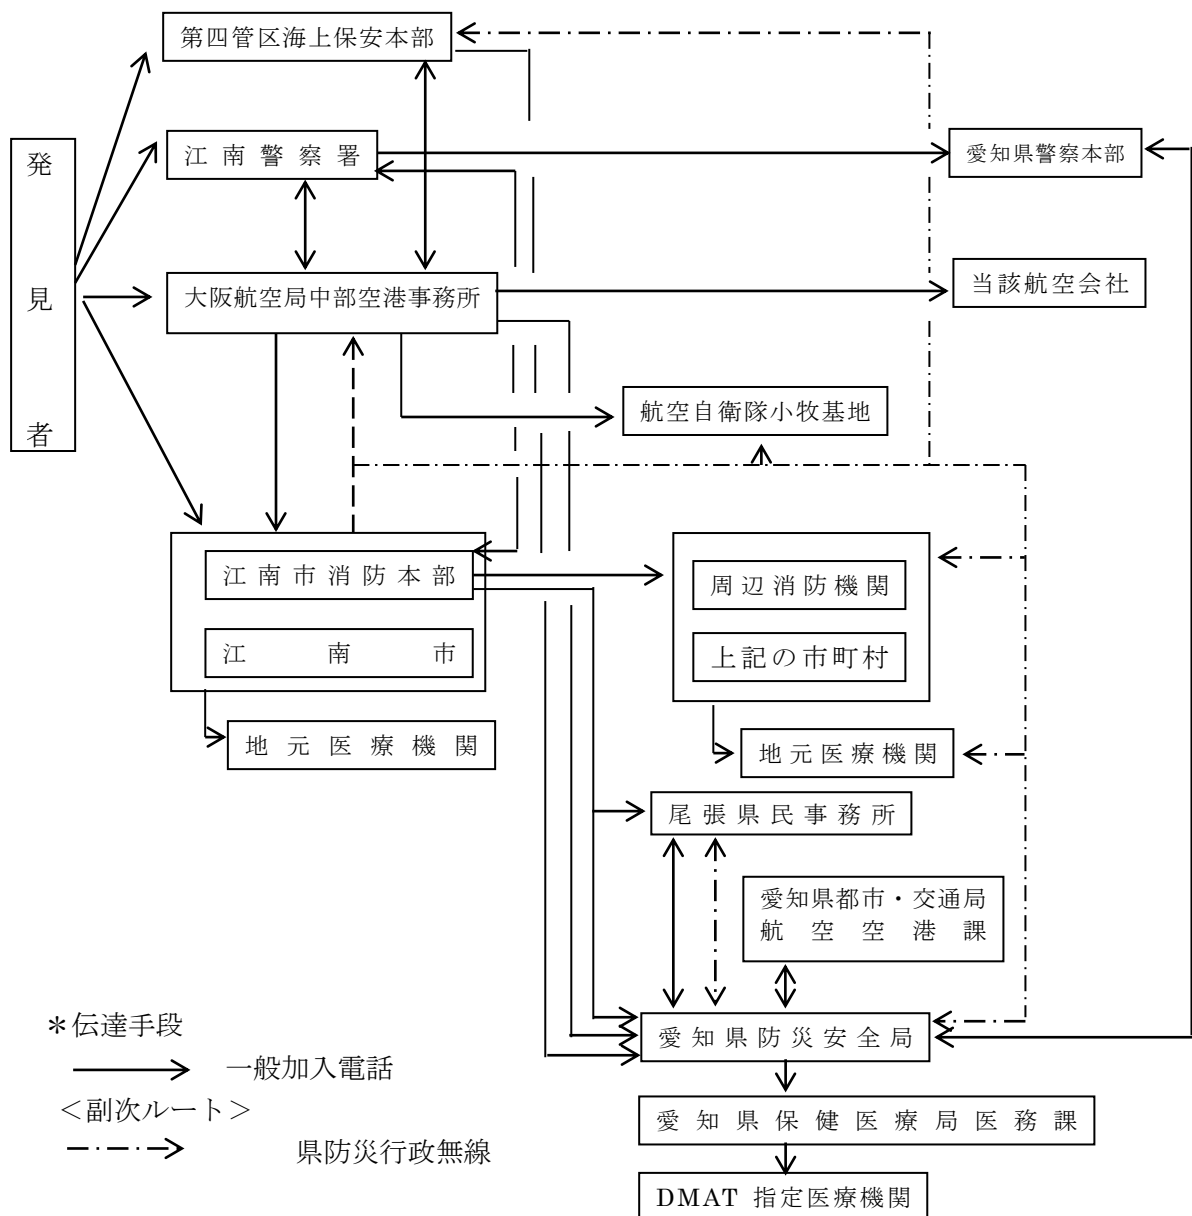 第四管区海上保安本部
江南警察署
愛知県警察本部
発見者
大阪航空局中部空港事務所
当該航空会社
航空自衛隊小牧基地
江南市消防本部
江南市
周辺消防機関
上記の市町村
地元医療機関
地元医療機関
尾張県民事務所
愛知県都市・交通局
航空空港課
愛知県防災安全局
愛知県保健医療局医務課
DMAT 指定医療機関
＊伝達手段
一般加入電話
＜副次ルート＞
県防災行政無線